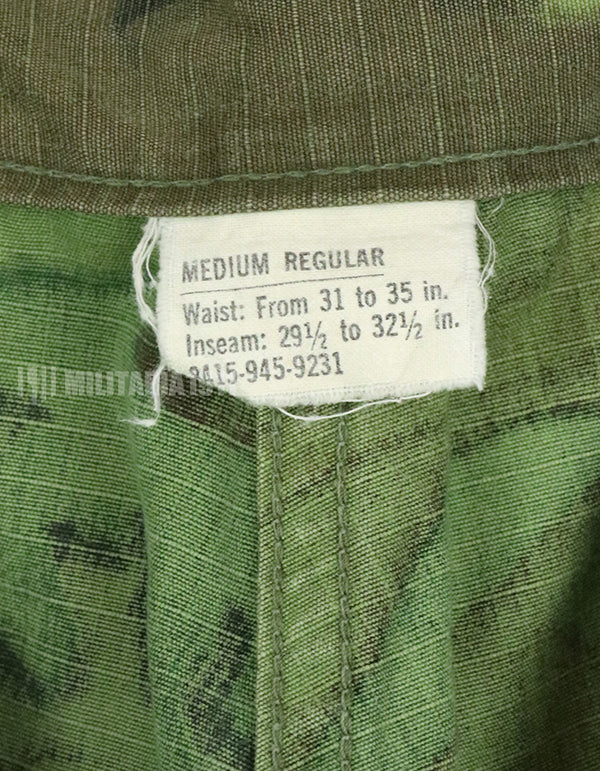 MEDIUM REGULAR
Waist: From 31 to 35 in.
Inseam: 29½ to 32½ in.
8415-945-9231